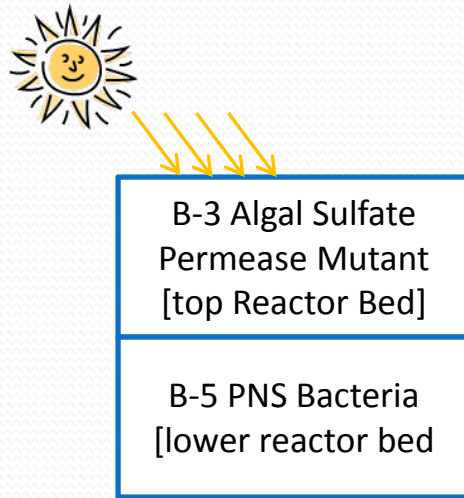 B-3 Algal Sulfate
Permease Mutant
[top Reactor Bed]
B-5 PNS Bacteria
[lower reactor bed